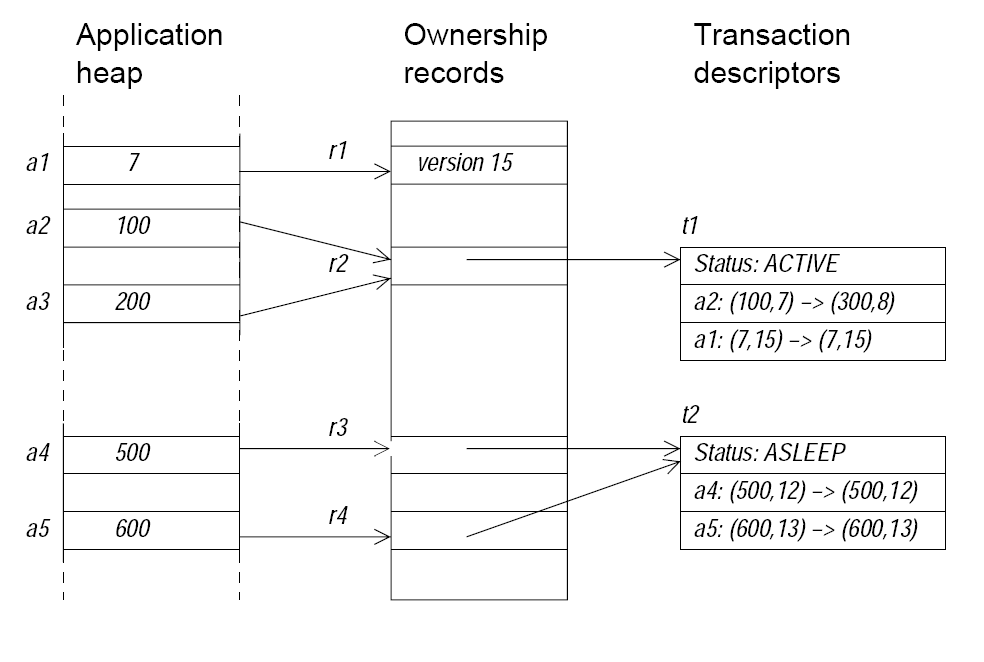 Application
heap
Ownership
records
Transaction
descriptors
a1
7
r1
version 15
a2
100
r2
t1
Status: ACTIVE
a2: (100,7) –> (300,8)
a1: (7,15) –> (7,15)
a3
200
a4
500
r3
t2
Status: ASLEEP
a4: (500,12) –> (500,12)
a5: (600,13) –> (600,13)
a5
600
r4